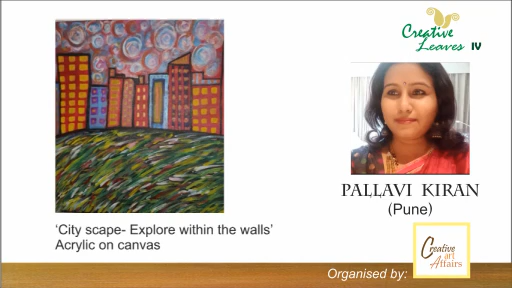 Creative
Leaves IV
PALLAVI KIRAN
(Pune)
'City scape- Explore within the walls'
Acrylic on canvas
Organised by:
Creative
art
Affairs